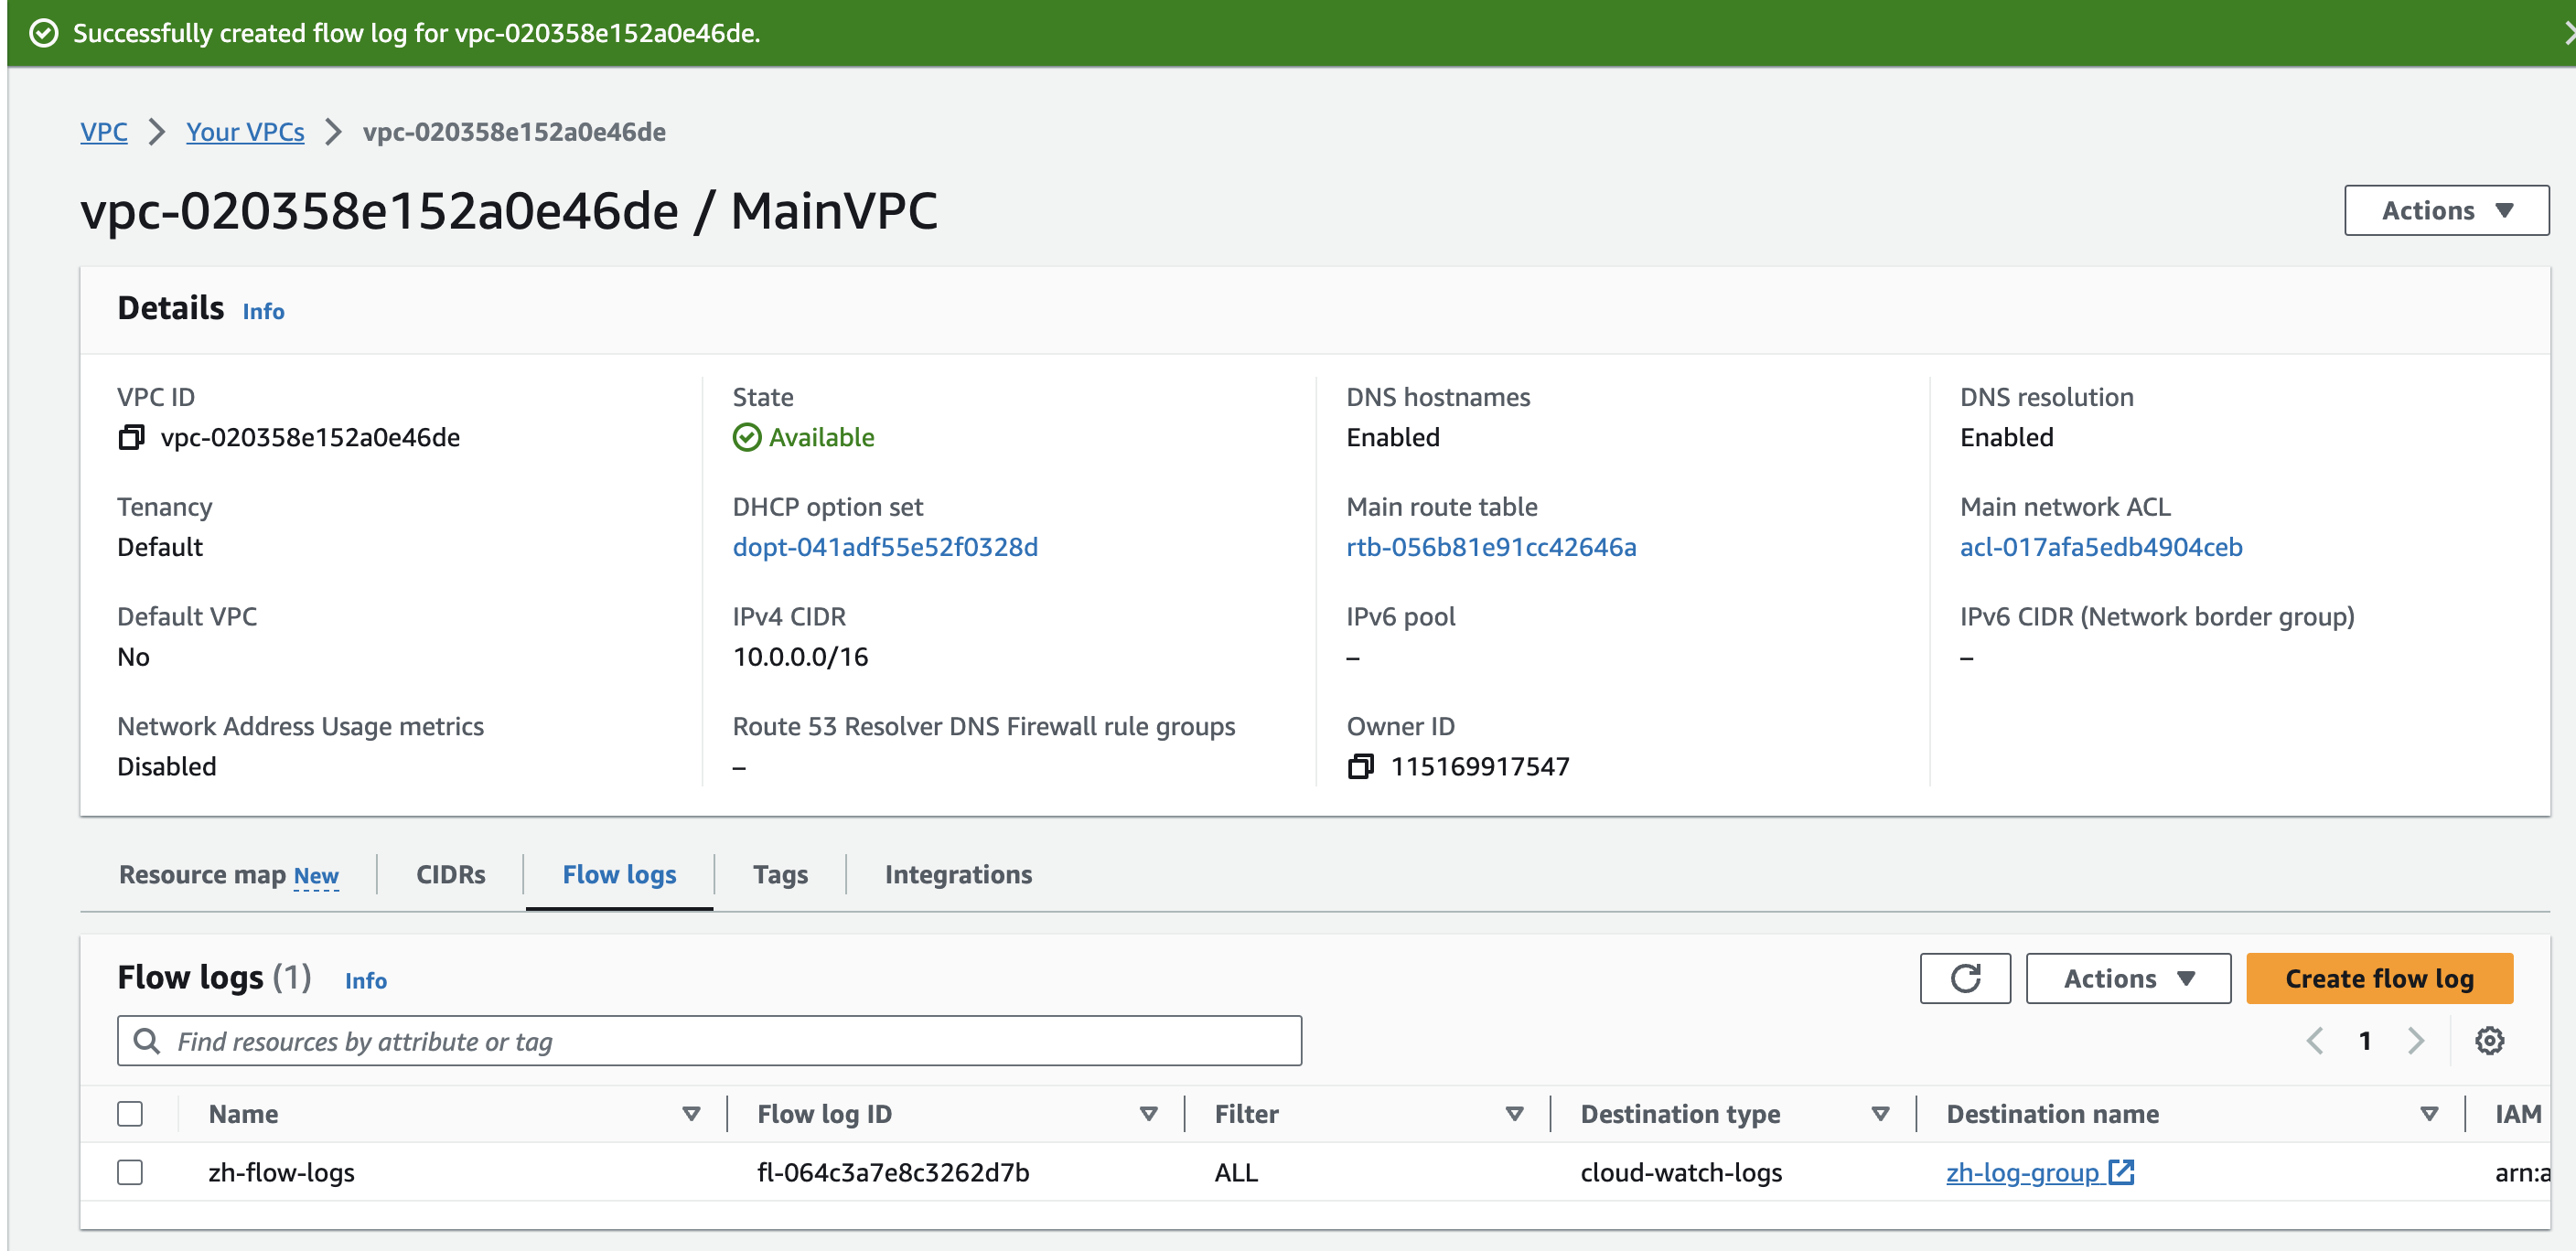 Successfully created flow log for vpc-020358e152a0e46de.
VPC > Your VPCs > vpc-020358e152a0e46de
vpc-020358e152a0e46de / MainVPC
Actions
Details Info
VPC ID State DNS hostnames DNS resolution
vpc-020358e152a0e46de Available Enabled Enabled
Tenancy DHCP option set Main route table Main network ACL
Default dopt-041adf55e52f0328d rtb-056b81e91cc42646a acl-017afa5edb4904ceb
Default VPC IPv4 CIDR IPv6 pool IPv6 CIDR (Network border group)
No 10.0.0.0/16 – –
Network Address Usage metrics Route 53 Resolver DNS Firewall rule groups Owner ID
Disabled – 115169917547
Resource map New CIDRs Flow logs Tags Integrations
Flow logs (1) Info Actions Create flow log
Find resources by attribute or tag 1
Name Flow log ID Filter Destination type Destination name IAM
zh-flow-logs fl-064c3a7e8c3262d7b ALL cloud-watch-logs zh-log-group arn:a